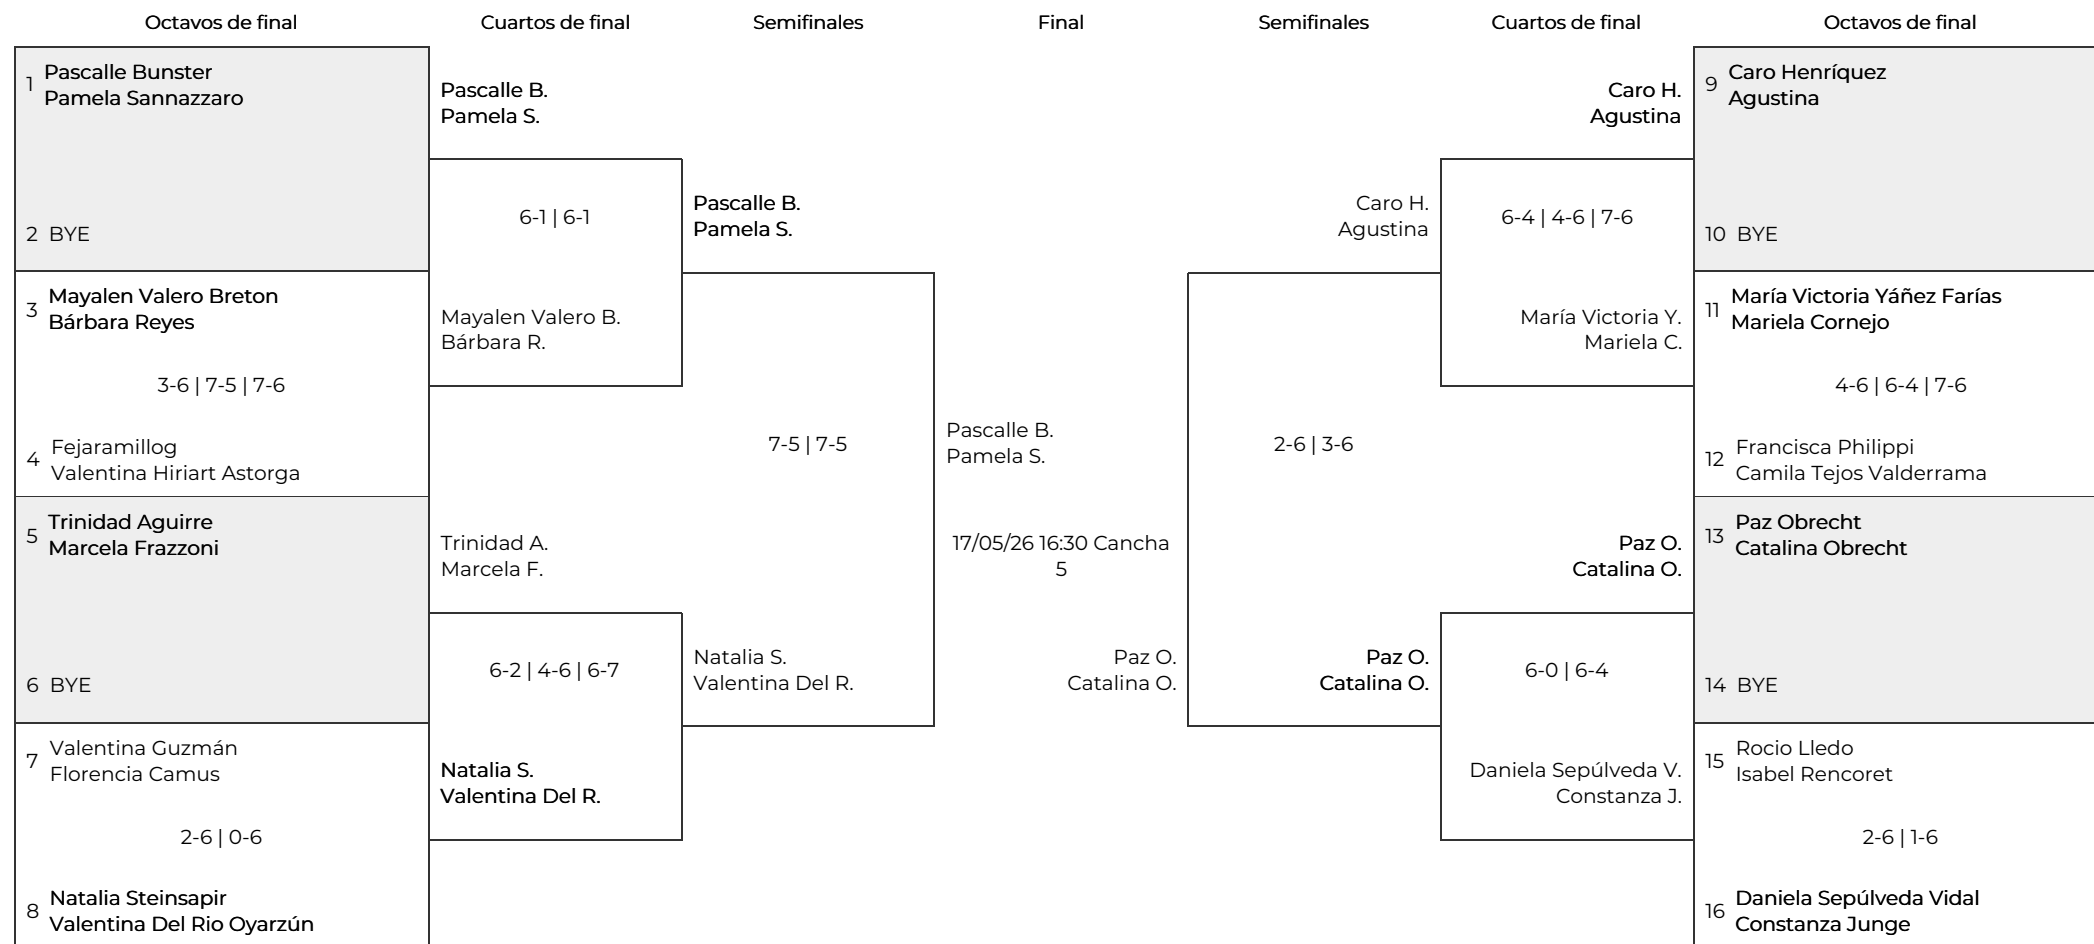 Octavos de final
Cuartos de final
Semifinales
Final
Semifinales
Cuartos de final
Octavos de final
1
Pascalle Bunster
Pamela Sannazzaro
2 BYE
3
Mayalen Valero Breton
Bárbara Reyes
3-6 | 7-5 | 7-6
4
Fejaramillog
Valentina Hiriart Astorga
5
Trinidad Aguirre
Marcela Frazzoni
6 BYE
7
Valentina Guzmán
Florencia Camus
2-6 | 0-6
8
Natalia Steinsapir
Valentina Del Rio Oyarzún
Pascalle B.
Pamela S.
6-1 | 6-1
Mayalen Valero B.
Bárbara R.
Trinidad A.
Marcela F.
6-2 | 4-6 | 6-7
Natalia S.
Valentina Del R.
Pascalle B.
Pamela S.
7-5 | 7-5
Natalia S.
Valentina Del R.
Pascalle B.
Pamela S.
17/05/26 16:30 Cancha
5
Paz O.
Catalina O.
Caro H.
Agustina
2-6 | 3-6
Paz O.
Catalina O.
Caro H.
Agustina
6-4 | 4-6 | 7-6
María Victoria Y.
Mariela C.
Paz O.
Catalina O.
6-0 | 6-4
Daniela Sepúlveda V.
Constanza J.
9
Caro Henríquez
Agustina
10 BYE
11
María Victoria Yáñez Farías
Mariela Cornejo
4-6 | 6-4 | 7-6
12
Francisca Philippi
Camila Tejos Valderrama
13
Paz Obrecht
Catalina Obrecht
14 BYE
15
Rocio Lledo
Isabel Rencoret
2-6 | 1-6
16
Daniela Sepúlveda Vidal
Constanza Junge